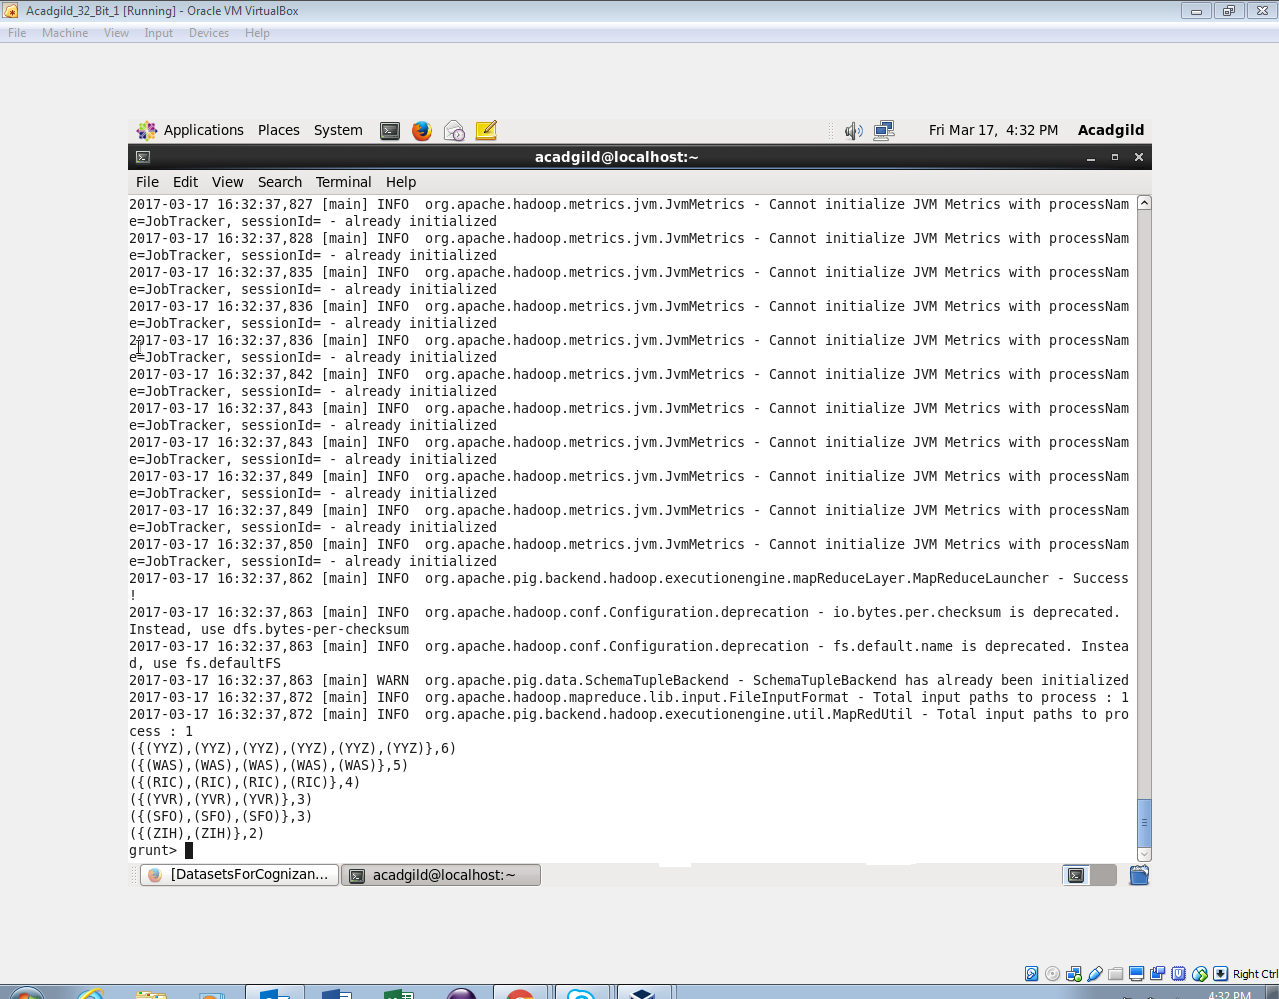 Acadgild_32_Bit_1 [Running] - Oracle VM VirtualBox
File Machine View Input Devices Help
Applications Places System Fri Mar 17, 4:32 PM Acadgild
acadgild@localhost:~
File Edit View Search Terminal Help
2017-03-17 16:32:37,827 [main] INFO  org.apache.hadoop.metrics.jvm.JvmMetrics - Cannot initialize JVM Metrics with processNam
e=JobTracker, sessionId= - already initialized
2017-03-17 16:32:37,828 [main] INFO  org.apache.hadoop.metrics.jvm.JvmMetrics - Cannot initialize JVM Metrics with processNam
e=JobTracker, sessionId= - already initialized
2017-03-17 16:32:37,835 [main] INFO  org.apache.hadoop.metrics.jvm.JvmMetrics - Cannot initialize JVM Metrics with processNam
e=JobTracker, sessionId= - already initialized
2017-03-17 16:32:37,836 [main] INFO  org.apache.hadoop.metrics.jvm.JvmMetrics - Cannot initialize JVM Metrics with processNam
e=JobTracker, sessionId= - already initialized
2017-03-17 16:32:37,836 [main] INFO  org.apache.hadoop.metrics.jvm.JvmMetrics - Cannot initialize JVM Metrics with processNam
e=JobTracker, sessionId= - already initialized
2017-03-17 16:32:37,842 [main] INFO  org.apache.hadoop.metrics.jvm.JvmMetrics - Cannot initialize JVM Metrics with processNam
e=JobTracker, sessionId= - already initialized
2017-03-17 16:32:37,843 [main] INFO  org.apache.hadoop.metrics.jvm.JvmMetrics - Cannot initialize JVM Metrics with processNam
e=JobTracker, sessionId= - already initialized
2017-03-17 16:32:37,843 [main] INFO  org.apache.hadoop.metrics.jvm.JvmMetrics - Cannot initialize JVM Metrics with processNam
e=JobTracker, sessionId= - already initialized
2017-03-17 16:32:37,849 [main] INFO  org.apache.hadoop.metrics.jvm.JvmMetrics - Cannot initialize JVM Metrics with processNam
e=JobTracker, sessionId= - already initialized
2017-03-17 16:32:37,849 [main] INFO  org.apache.hadoop.metrics.jvm.JvmMetrics - Cannot initialize JVM Metrics with processNam
e=JobTracker, sessionId= - already initialized
2017-03-17 16:32:37,850 [main] INFO  org.apache.hadoop.metrics.jvm.JvmMetrics - Cannot initialize JVM Metrics with processNam
e=JobTracker, sessionId= - already initialized
2017-03-17 16:32:37,862 [main] INFO  org.apache.pig.backend.hadoop.executionengine.mapReduceLayer.MapReduceLauncher - Success
!
2017-03-17 16:32:37,863 [main] INFO  org.apache.hadoop.conf.Configuration.deprecation - io.bytes.per.checksum is deprecated.
Instead, use dfs.bytes-per-checksum
2017-03-17 16:32:37,863 [main] INFO  org.apache.hadoop.conf.Configuration.deprecation - fs.default.name is deprecated. Instea
d, use fs.defaultFS
2017-03-17 16:32:37,863 [main] WARN  org.apache.pig.data.SchemaTupleBackend - SchemaTupleBackend has already been initialized
2017-03-17 16:32:37,872 [main] INFO  org.apache.hadoop.mapreduce.lib.input.FileInputFormat - Total input paths to process : 1
2017-03-17 16:32:37,872 [main] INFO  org.apache.pig.backend.hadoop.executionengine.util.MapRedUtil - Total input paths to pro
cess : 1
({(YYZ),(YYZ),(YYZ),(YYZ),(YYZ),(YYZ)},6)
({(WAS),(WAS),(WAS),(WAS),(WAS)},5)
({(RIC),(RIC),(RIC),(RIC)},4)
({(YVR),(YVR),(YVR)},3)
({(SFO),(SFO),(SFO)},3)
({(ZIH),(ZIH)},2)
grunt>
[DatasetsForCognizan... acadgild@localhost:~
Right Ctrl
4:32 PM